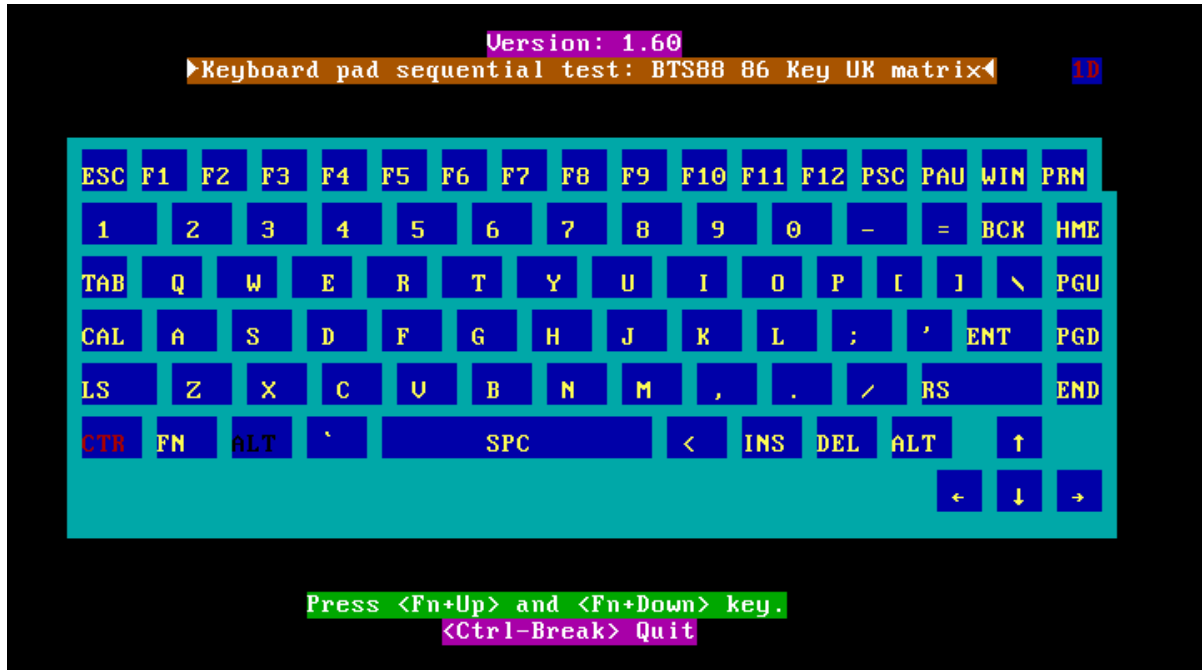 Version: 1.60
►Keyboard pad sequential test: BTS88 86 Key UK matrix◄ 1D
ESC F1 F2 F3 F4 F5 F6 F7 F8 F9 F10 F11 F12 PSC PAU WIN PRN
1 2 3 4 5 6 7 8 9 0 - = BCK HME
TAB Q W E R T Y U I O P [ ] \ PGU
CAL A S D F G H J K L ; ' ENT PGD
LS Z X C V B N M , . / RS END
CTR FN ALT ` SPC < INS DEL ALT ↑
← ↓ →
Press <Fn+Up> and <Fn+Down> key.
<Ctrl-Break> Quit